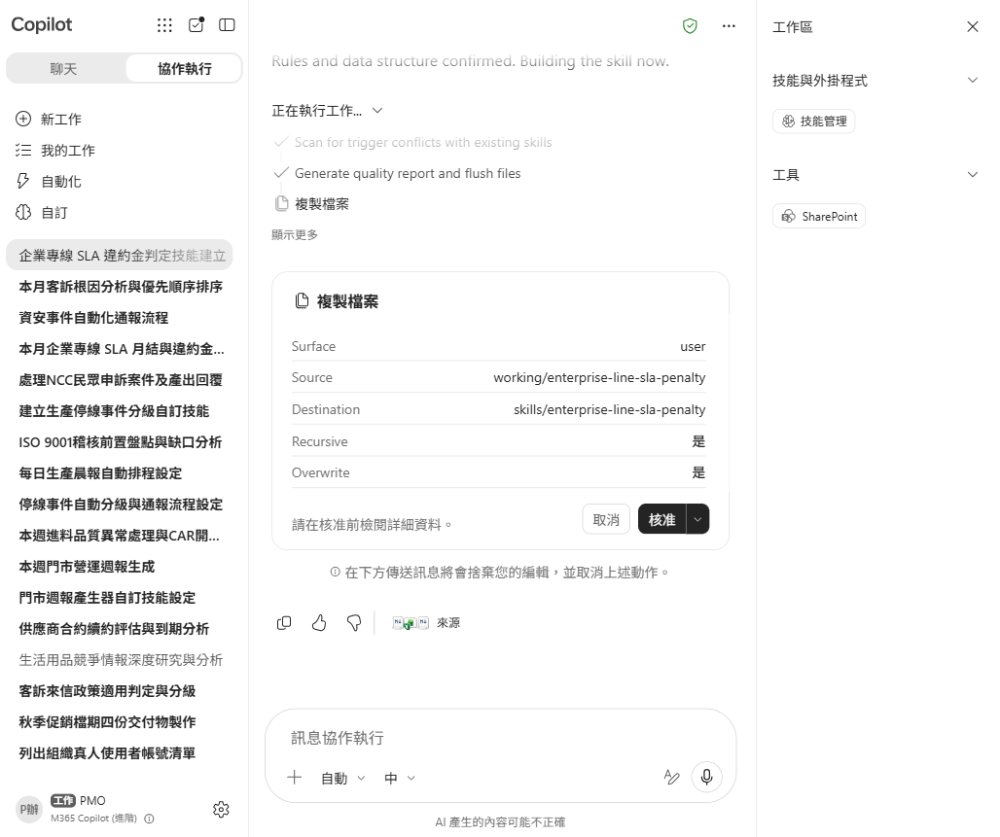 Copilot
聊天
協作執行
新工作
我的工作
自動化
自訂
企業專線 SLA 違約金判定技能建立
本月客訴根因分析與優先順序排序
資安事件自動化通報流程
本月企業專線 SLA 月結與違約金...
處理NCC民眾申訴案件及產出回覆
建立生產停線事件分級自訂技能
ISO 9001稽核前置盤點與缺口分析
每日生產晨報自動排程設定
停線事件自動分級與通報流程設定
本週進料品質異常處理與CAR開...
本週門市營運週報生成
門市週報產生器自訂技能設定
供應商合約續約評估與到期分析
生活用品競爭情報深度研究與分析
客訴來信政策適用判定與分級
秋季促銷檔期四份交付物製作
列出組織真人使用者帳號清單
P辦
工作 PMO
M365 Copilot (進階)
Rules and data structure confirmed. Building the skill now.
正在執行工作...
Scan for trigger conflicts with existing skills
Generate quality report and flush files
複製檔案
顯示更多
複製檔案
Surface user
Source working/enterprise-line-sla-penalty
Destination skills/enterprise-line-sla-penalty
Recursive 是
Overwrite 是
請在核准前檢閱詳細資料。
取消
核准
在下方傳送訊息將會捨棄您的編輯，並取消上述動作。
來源
訊息協作執行
自動
中
AI 產生的內容可能不正確
工作區
技能與外掛程式
技能管理
工具
SharePoint